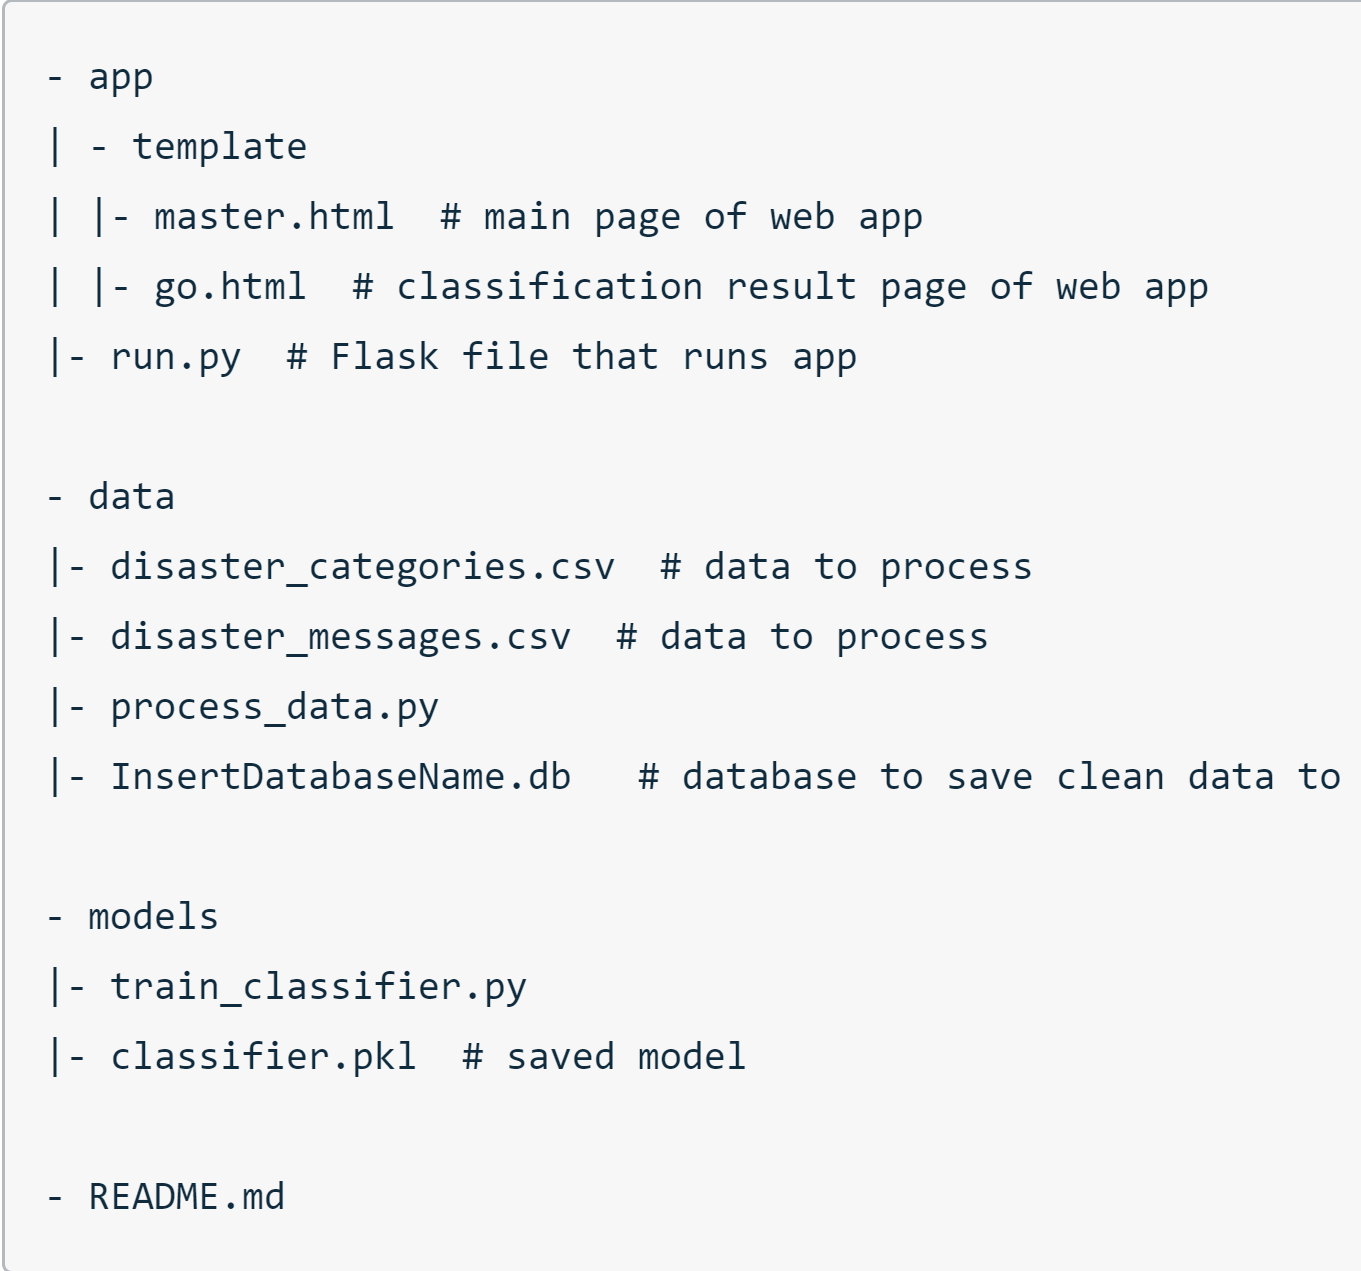 - app
| - template
| |- master.html  # main page of web app
| |- go.html  # classification result page of web app
|- run.py  # Flask file that runs app
- data
|- disaster_categories.csv  # data to process
|- disaster_messages.csv  # data to process
|- process_data.py
|- InsertDatabaseName.db   # database to save clean data to
- models
|- train_classifier.py
|- classifier.pkl  # saved model
- README.md